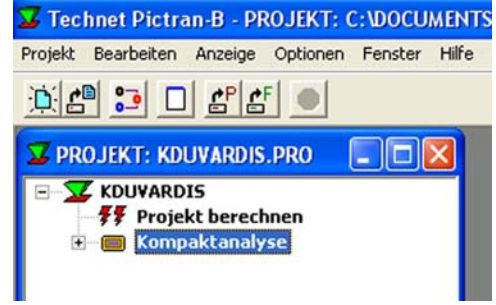 Technet Pictran-B - PROJEKT: C:\DOCUMENTS
Projekt Bearbeiten Anzeige Optionen Fenster Hilfe
P F
PROJEKT: KDUVARDIS.PRO
KDUVARDIS
Projekt berechnen
Kompaktanalyse